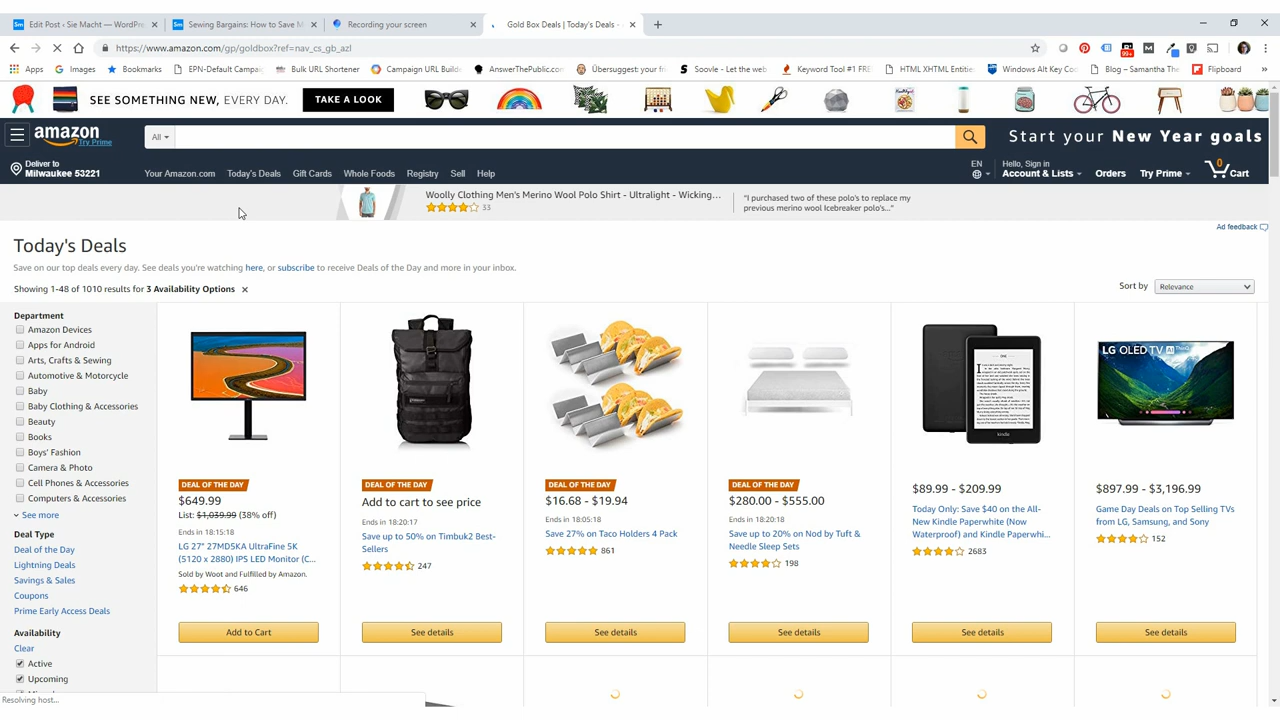 Edit Post ‹ Sie Macht — WordPre
Sewing Bargains: How to Save M
Recording your screen
Gold Box Deals | Today's Deals -
https://www.amazon.com/gp/goldbox?ref=nav_cs_gb_azl
99+
Apps
Images
Bookmarks
EPN-Default Campai
Bulk URL Shortener
Campaign URL Build
AnswerThePublic.com
Übersuggest: your fr
Soovle - Let the web
Keyword Tool #1 FRE
HTML XHTML Entitie
Windows Alt Key Co
Blog – Samantha The
Flipboard
SEE SOMETHING NEW, EVERY DAY.
TAKE A LOOK
amazon
Try Prime
All
Start your New Year goals
Deliver to
Milwaukee 53221
Your Amazon.com
Today's Deals
Gift Cards
Whole Foods
Registry
Sell
Help
EN
Hello, Sign in
Account & Lists
Orders
Try Prime
0
Cart
Woolly Clothing Men's Merino Wool Polo Shirt - Ultralight - Wicking...
33
"I purchased two of these polo's to replace my
previous merino wool Icebreaker polo's..."
Ad feedback
Today's Deals
Save on our top deals every day. See deals you're watching here, or subscribe to receive Deals of the Day and more in your inbox.
Showing 1-48 of 1010 results for 3 Availability Options
Sort by
Relevance
Department
Amazon Devices
Apps for Android
Arts, Crafts & Sewing
Automotive & Motorcycle
Baby
Baby Clothing & Accessories
Beauty
Books
Boys' Fashion
Camera & Photo
Cell Phones & Accessories
Computers & Accessories
See more
Deal Type
Deal of the Day
Lightning Deals
Savings & Sales
Coupons
Prime Early Access Deals
Availability
Clear
Active
Upcoming
DEAL OF THE DAY
$649.99
List: $1,039.99 (38% off)
Ends in 18:15:18
LG 27" 27MD5KA UltraFine 5K
(5120 x 2880) IPS LED Monitor (C...
Sold by Woot and Fulfilled by Amazon.
646
Add to Cart
DEAL OF THE DAY
Add to cart to see price
Ends in 18:20:17
Save up to 50% on Timbuk2 Best-
Sellers
247
See details
DEAL OF THE DAY
$16.68 - $19.94
Ends in 18:05:18
Save 27% on Taco Holders 4 Pack
861
See details
DEAL OF THE DAY
$280.00 - $555.00
Ends in 18:20:18
Save up to 20% on Nod by Tuft &
Needle Sleep Sets
198
See details
kindle
$89.99 - $209.99
Today Only: Save $40 on the All-
New Kindle Paperwhite (Now
Waterproof) and Kindle Paperwhi...
2683
See details
LG OLED TV AI ThinQ
$897.99 - $3,196.99
Game Day Deals on Top Selling TVs
from LG, Samsung, and Sony
152
See details
Resolving host...